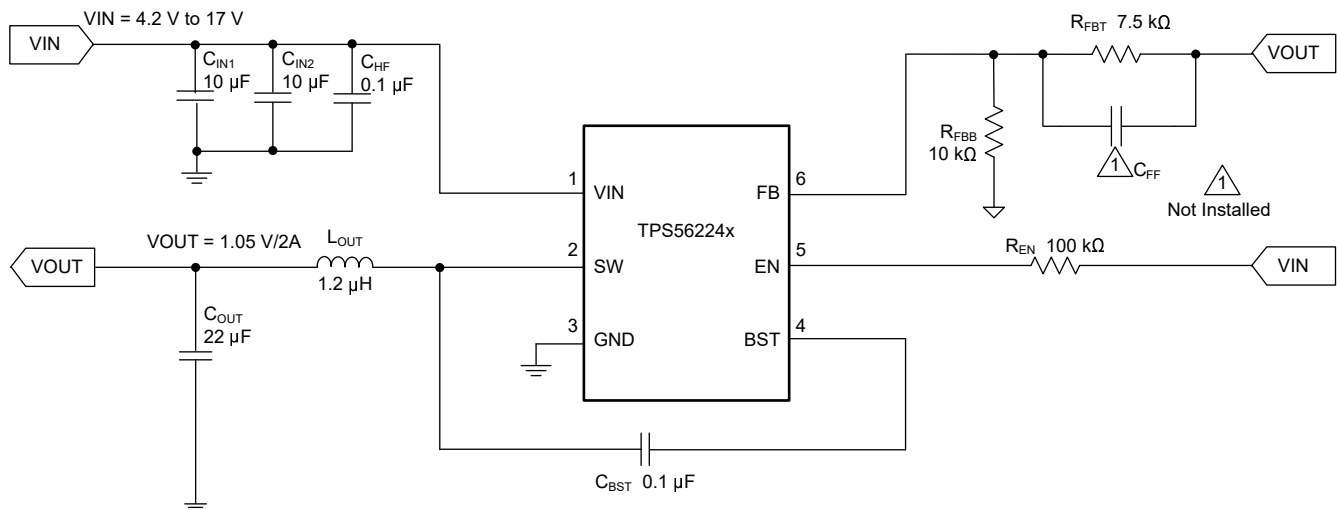 VIN = 4.2 V to 17 V
VIN
CIN1
10 µF
CIN2
10 µF
CHF
0.1 µF
RFBT 7.5 kΩ
VOUT
RFBB
10 kΩ
1
CFF
1
Not Installed
1
VIN
FB
6
TPS56224x
VOUT = 1.05 V/2A
LOUT
1.2 µH
VOUT
2
SW
EN
5
REN 100 kΩ
VIN
COUT
22 µF
3
GND
BST
4
CBST 0.1 µF